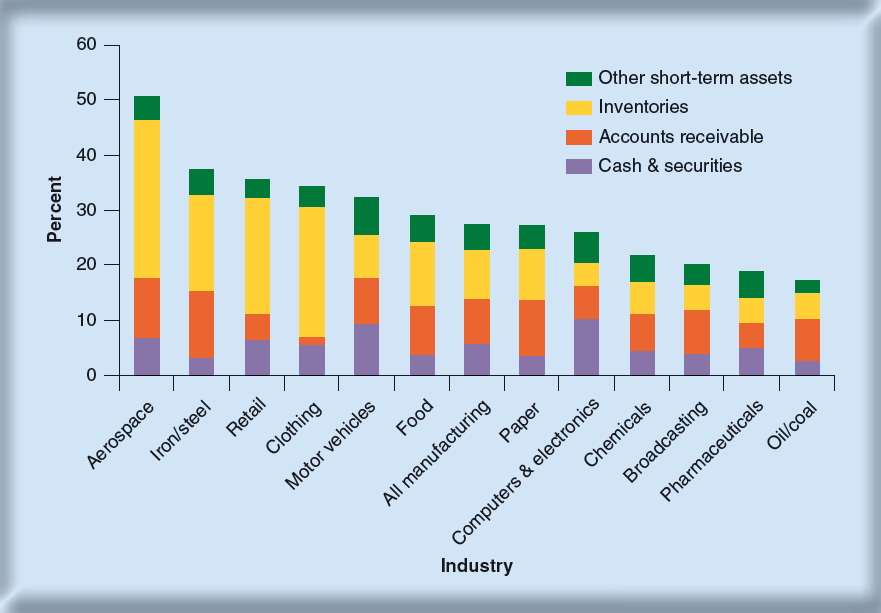 60
50
40
30
20
10
0
Percent
Other short-term assets
Inventories
Accounts receivable
Cash & securities
Aerospace
Iron/steel
Retail
Clothing
Motor vehicles
Food
All manufacturing
Paper
Computers & electronics
Chemicals
Broadcasting
Pharmaceuticals
Oil/coal
Industry